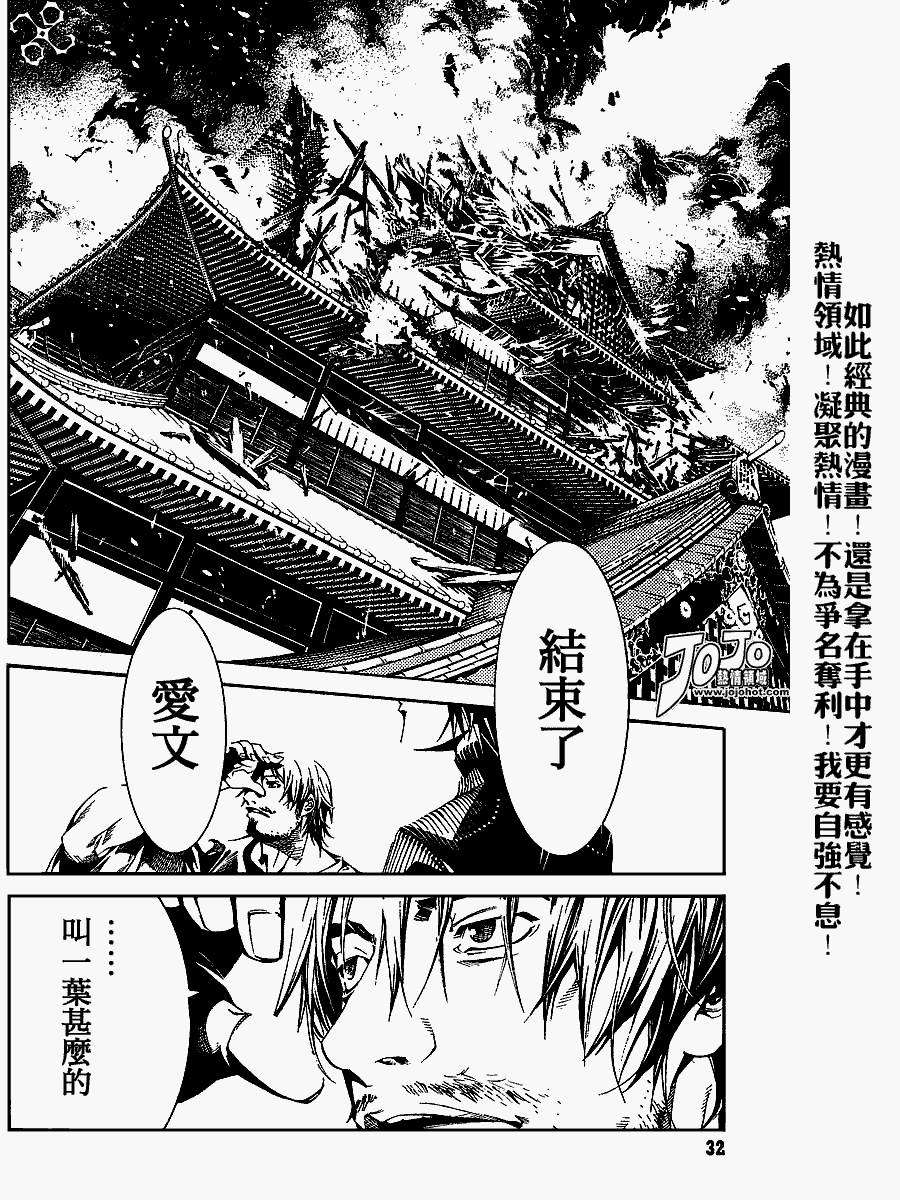 如此經典的漫畫！還是拿在手中才更有感覺！
熱情領域！凝聚熱情！不為爭名奪利！我要自強不息！
結束了
愛文
JoJo
熱情領域
www.jojohot.com
……
叫一葉甚麼的
32